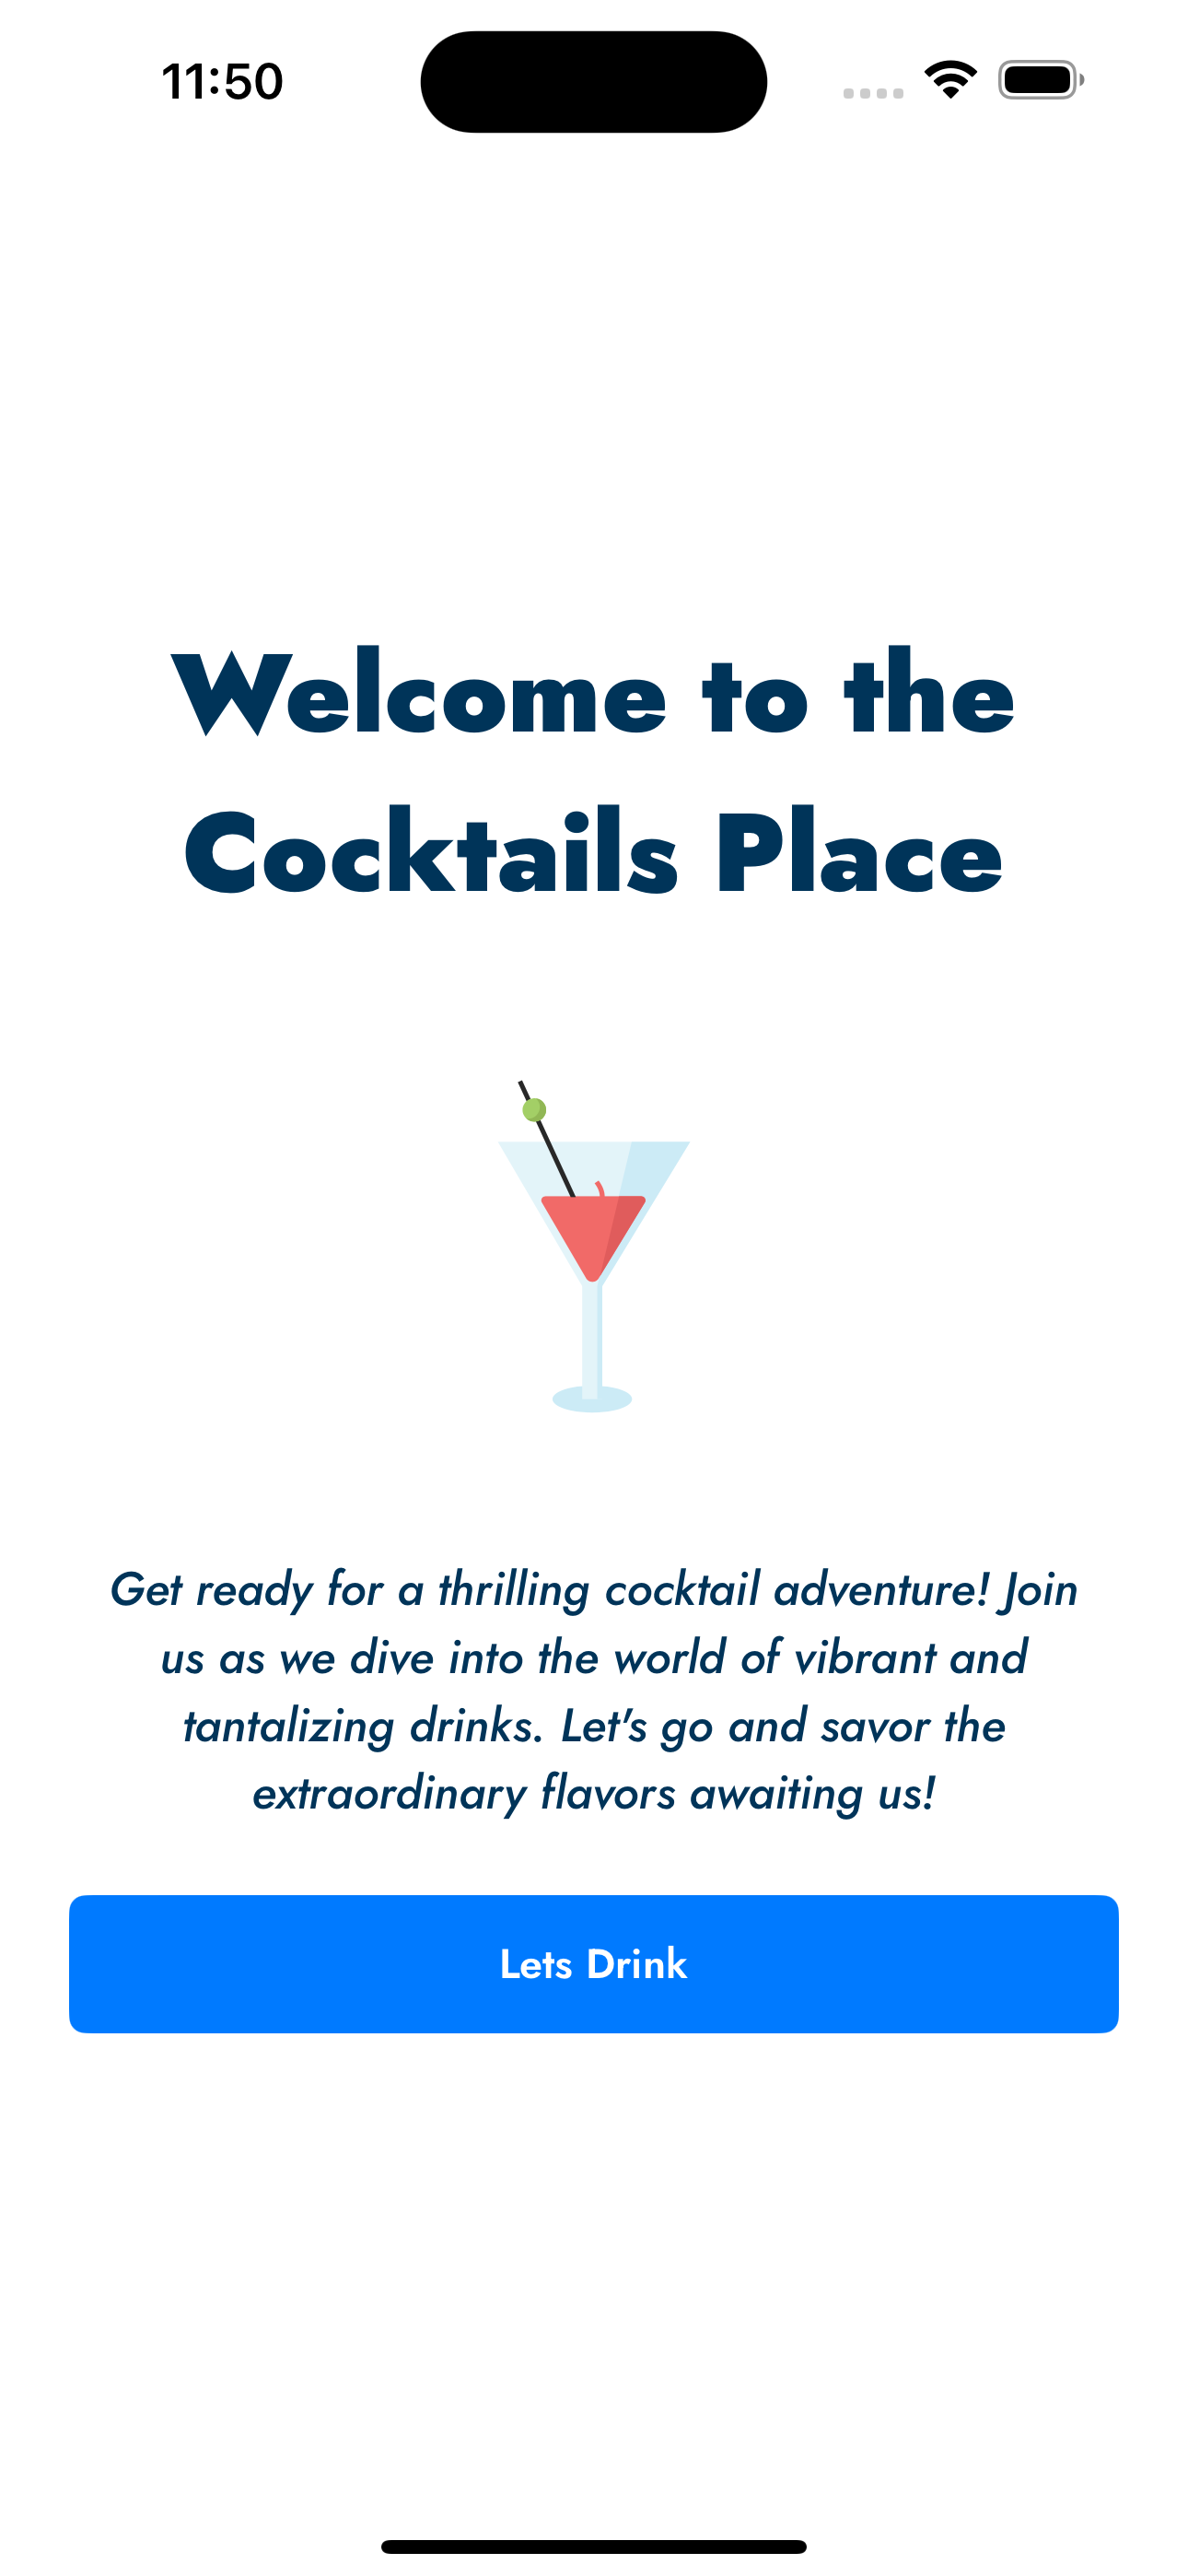 11:50
Welcome to the
Cocktails Place
Get ready for a thrilling cocktail adventure! Join
us as we dive into the world of vibrant and
tantalizing drinks. Let's go and savor the
extraordinary flavors awaiting us!
Lets Drink